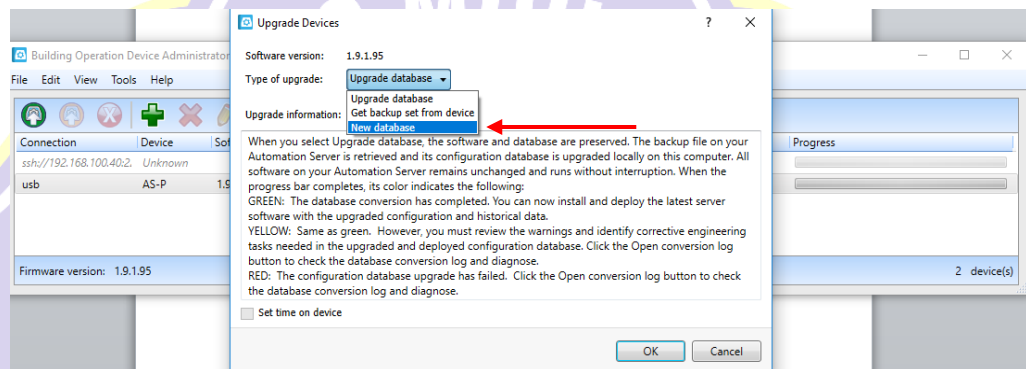 Upgrade Devices
? X
Building Operation Device Administrator
Software version: 1.9.1.95
File Edit View Tools Help
Type of upgrade: Upgrade database
Upgrade database
Get backup set from device
New database
Upgrade information:
Connection Device Sof Progress
ssh://192.168.100.40:2. Unknown
usb AS-P 1.9
When you select Upgrade database, the software and database are preserved. The backup file on your
Automation Server is retrieved and its configuration database is upgraded locally on this computer. All
software on your Automation Server remains unchanged and runs without interruption. When the
progress bar completes, its color indicates the following:
GREEN: The database conversion has completed. You can now install and deploy the latest server
software with the upgraded configuration and historical data.
YELLOW: Same as green. However, you must review the warnings and identify corrective engineering
tasks needed in the upgraded and deployed configuration database. Click the Open conversion log
button to check the database conversion log and diagnose.
RED: The configuration database upgrade has failed. Click the Open conversion log button to check
the database conversion log and diagnose.
Firmware version: 1.9.1.95 2 device(s)
Set time on device
OK Cancel